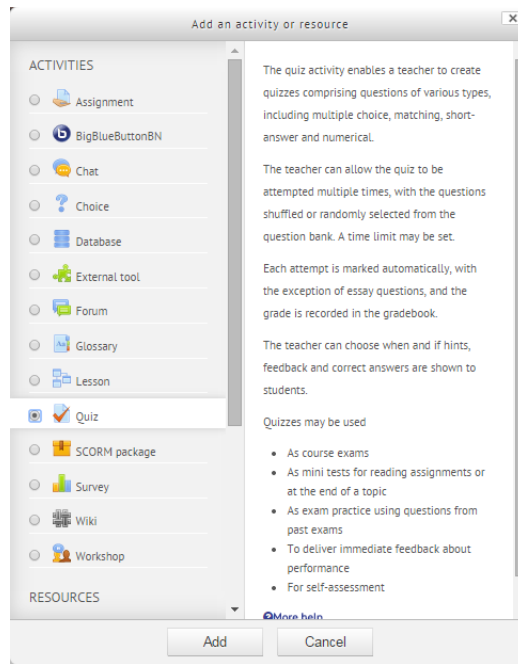 Add an activity or resource
ACTIVITIES
Assignment
BigBlueButtonBN
Chat
Choice
Database
External tool
Forum
Glossary
Lesson
Quiz
SCORM package
Survey
Wiki
Workshop
RESOURCES
The quiz activity enables a teacher to create
quizzes comprising questions of various types,
including multiple choice, matching, short-
answer and numerical.
The teacher can allow the quiz to be
attempted multiple times, with the questions
shuffled or randomly selected from the
question bank. A time limit may be set.
Each attempt is marked automatically, with
the exception of essay questions, and the
grade is recorded in the gradebook.
The teacher can choose when and if hints,
feedback and correct answers are shown to
students.
Quizzes may be used
• As course exams
• As mini tests for reading assignments or
at the end of a topic
• As exam practice using questions from
past exams
• To deliver immediate feedback about
performance
• For self-assessment
More help
Add
Cancel